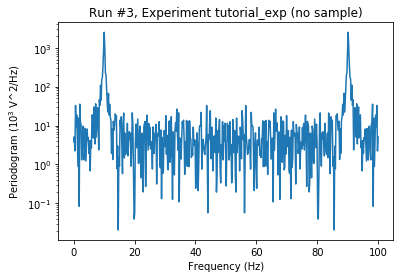 Run #3, Experiment tutorial_exp (no sample)
Periodogram (10³ V^2/Hz)
10³
10²
10¹
10⁰
10⁻¹
0 20 40 60 80 100
Frequency (Hz)